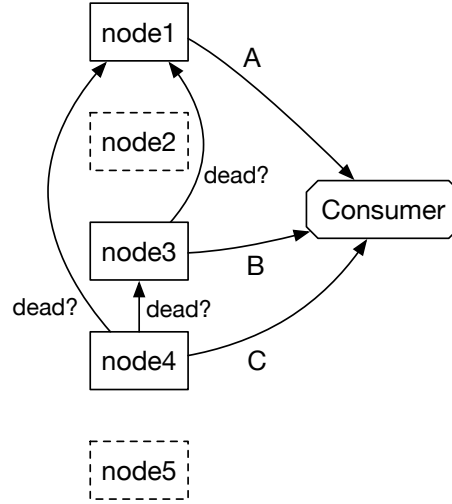 node1
A
node2
dead?
Consumer
node3
B
dead?
dead?
node4
C
node5